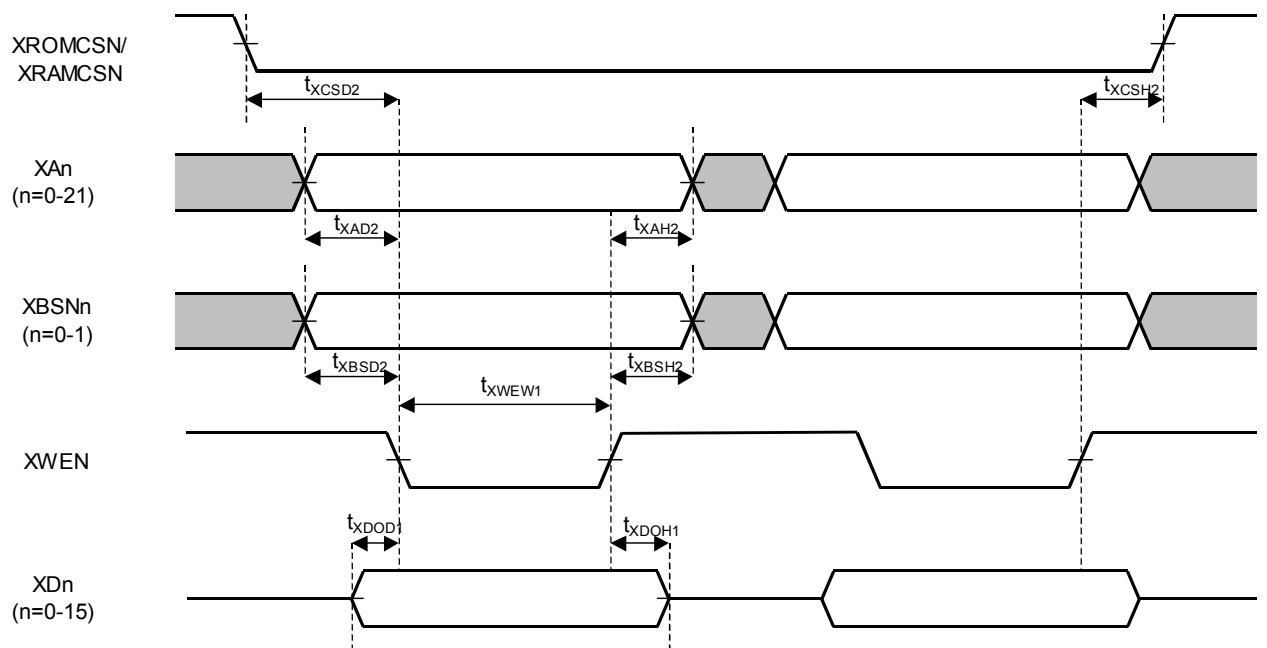 XROMCSN/
XRAMCSN
tXCSD2
tXCSH2
XAn
(n=0-21)
tXAD2
tXAH2
XBSNn
(n=0-1)
tXBSD2
tXBSH2
tXWEW1
XWEN
tXDOD1
tXDOH1
XDn
(n=0-15)